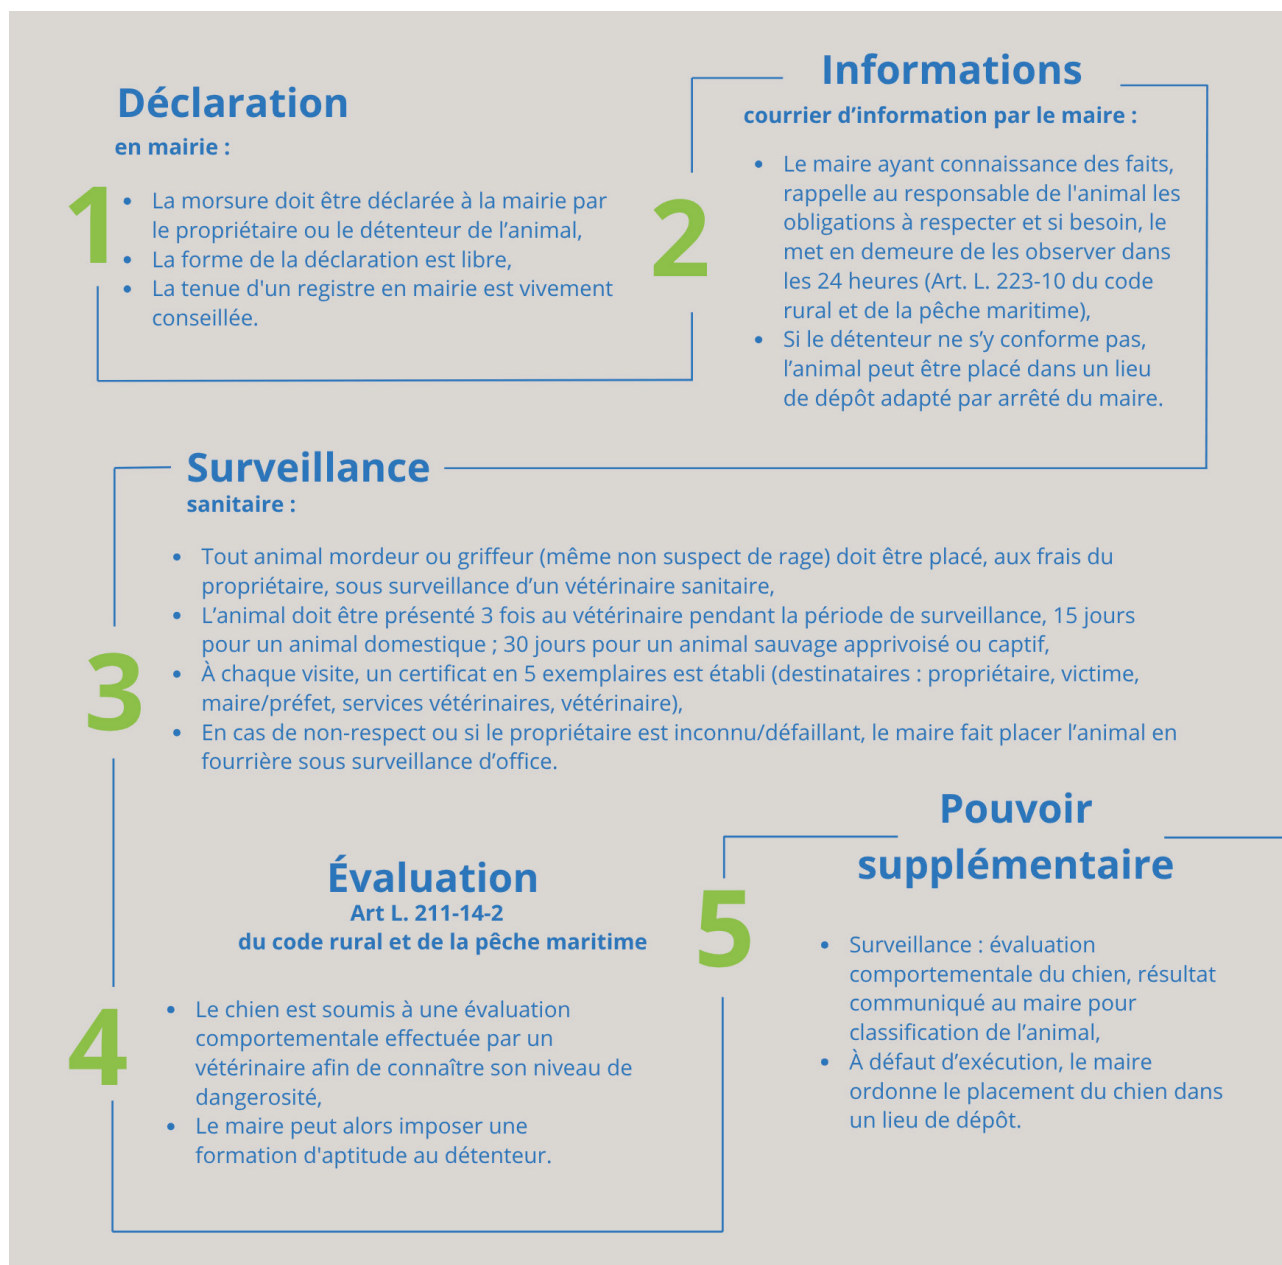 Déclaration
en mairie :
1
• La morsure doit être déclarée à la mairie par
le propriétaire ou le détenteur de l’animal,
• La forme de la déclaration est libre,
• La tenue d'un registre en mairie est vivement
conseillée.
Informations
courrier d’information par le maire :
2
• Le maire ayant connaissance des faits,
rappelle au responsable de l'animal les
obligations à respecter et si besoin, le
met en demeure de les observer dans
les 24 heures (Art. L. 223-10 du code
rural et de la pêche maritime),
• Si le détenteur ne s’y conforme pas,
l’animal peut être placé dans un lieu
de dépôt adapté par arrêté du maire.
Surveillance
sanitaire :
3
• Tout animal mordeur ou griffeur (même non suspect de rage) doit être placé, aux frais du
propriétaire, sous surveillance d’un vétérinaire sanitaire,
• L’animal doit être présenté 3 fois au vétérinaire pendant la période de surveillance, 15 jours
pour un animal domestique ; 30 jours pour un animal sauvage apprivoisé ou captif,
• À chaque visite, un certificat en 5 exemplaires est établi (destinataires : propriétaire, victime,
maire/préfet, services vétérinaires, vétérinaire),
• En cas de non-respect ou si le propriétaire est inconnu/défaillant, le maire fait placer l’animal en
fourrière sous surveillance d’office.
Évaluation
Art L. 211-14-2
du code rural et de la pêche maritime
4
• Le chien est soumis à une évaluation
comportementale effectuée par un
vétérinaire afin de connaître son niveau de
dangerosité,
• Le maire peut alors imposer une
formation d'aptitude au détenteur.
Pouvoir
supplémentaire
5
• Surveillance : évaluation
comportementale du chien, résultat
communiqué au maire pour
classification de l’animal,
• À défaut d’exécution, le maire
ordonne le placement du chien dans
un lieu de dépôt.